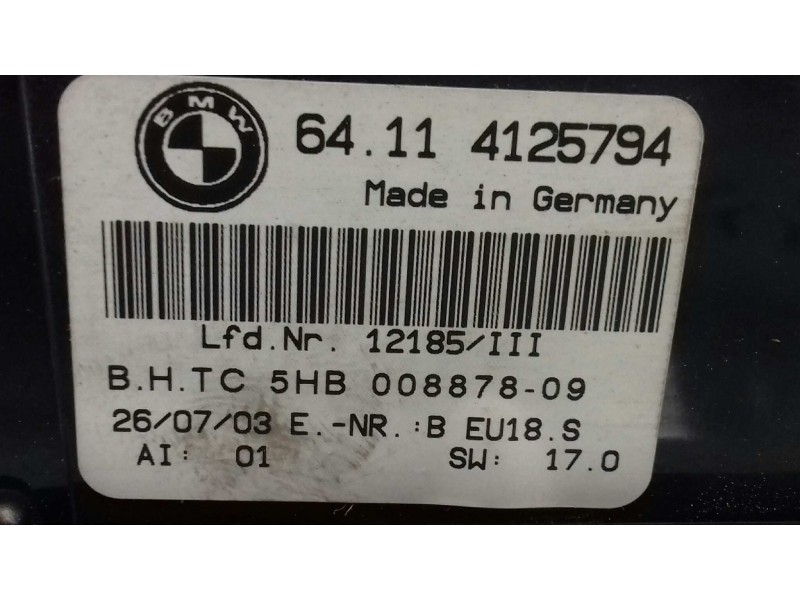 BMW
64.11 4125794
Made in Germany
Lfd.Nr. 12185/III
B.H.TC 5HB 008878-09
26/07/03 E.-NR.:B EU18.S
AI: 01 SW: 17.0